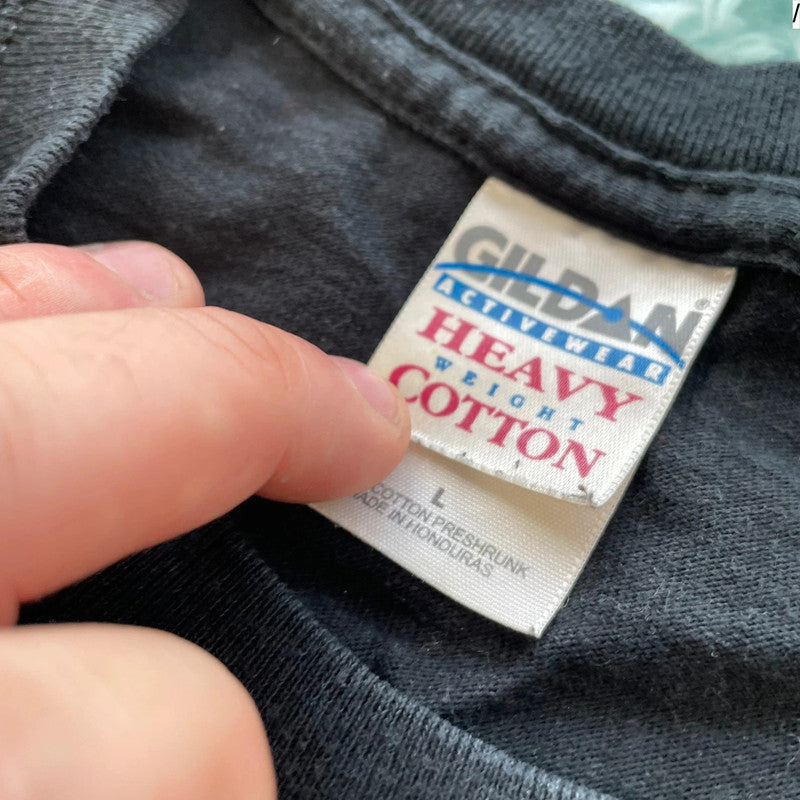 GILDAN®
ACTIVEWEAR
HEAVY
WEIGHT
COTTON
L
COTTON PRESHRUNK
MADE IN HONDURAS